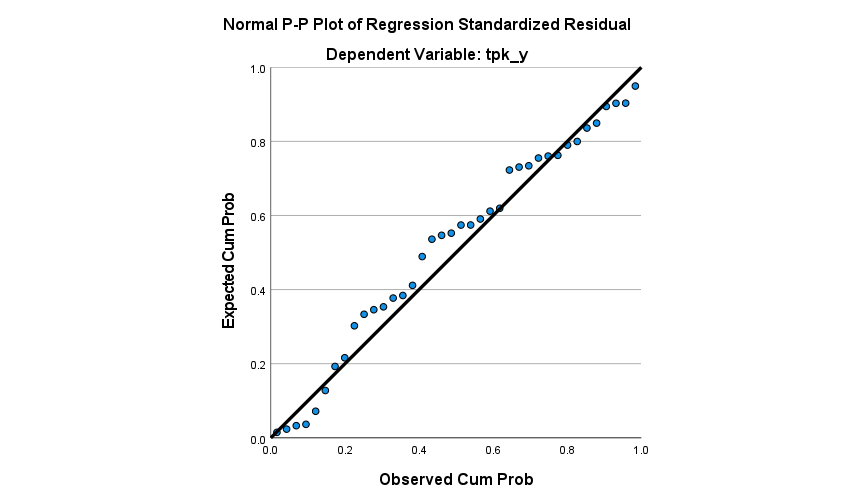 Normal P-P Plot of Regression Standardized Residual
Dependent Variable: tpk_y
Expected Cum Prob
1.0
0.8
0.6
0.4
0.2
0.0
0.0 0.2 0.4 0.6 0.8 1.0
Observed Cum Prob